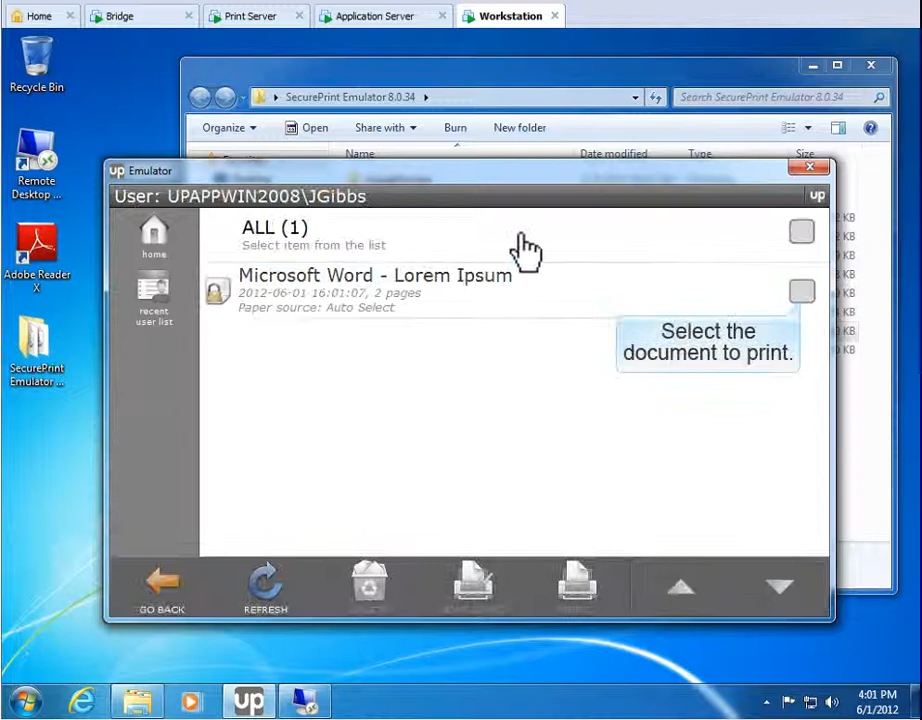 Home
Bridge
Print Server
Application Server
Workstation
Recycle Bin
SecurePrint Emulator 8.0.34
Search SecurePrint Emulator 8.0.34
Organize
Open
Share with
Burn
New folder
Name
Date modified
Type
Size
up Emulator
User: UPAPPWIN2008\JGibbs
up
Remote
Desktop ...
home
ALL (1)
Select item from the list
Microsoft Word - Lorem Ipsum
2012-06-01 16:01:07, 2 pages
Paper source: Auto Select
recent
user list
Adobe Reader
X
Select the
document to print.
SecurePrint
Emulator ...
KB
KB
KB
KB
KB
KB
KB
KB
GO BACK
REFRESH
up
4:01 PM
6/1/2012